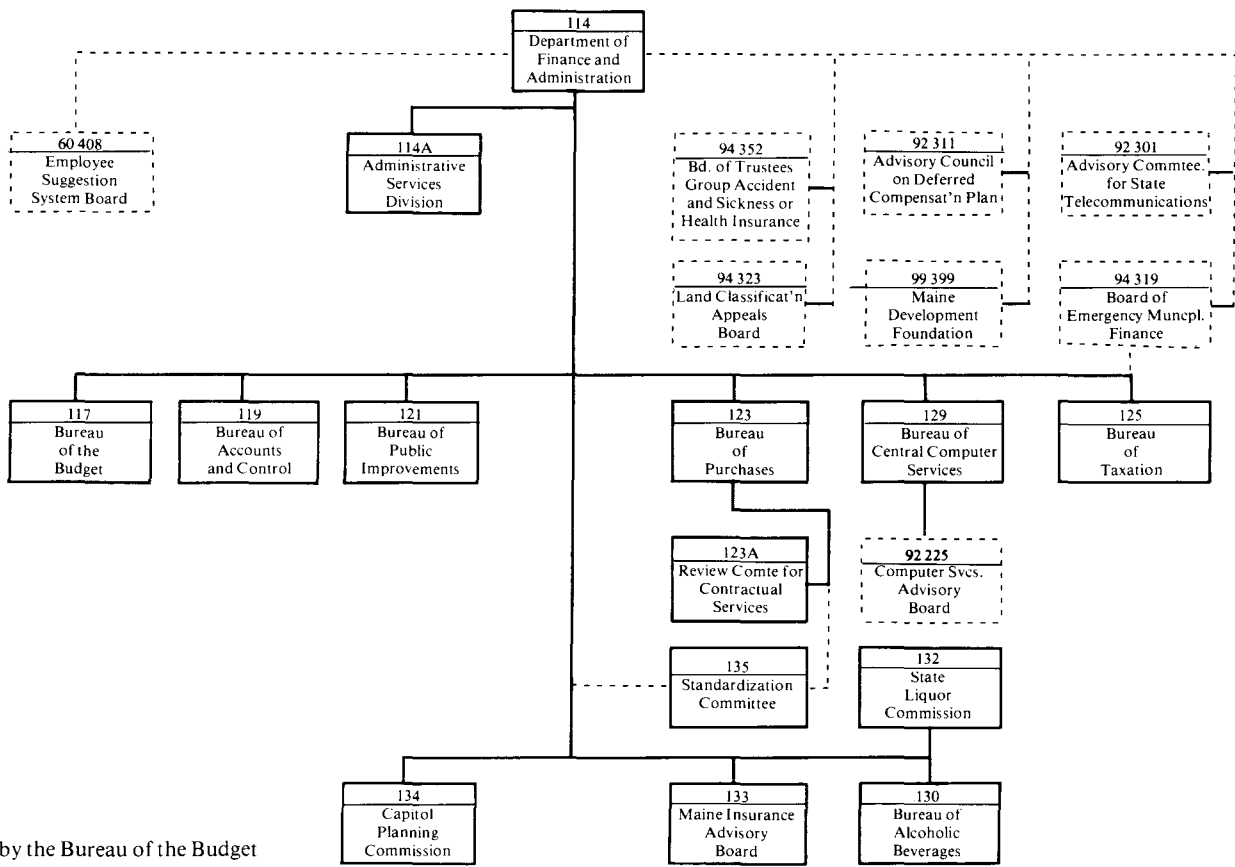 114
Department of
Finance and
Administration
60 408
Employee
Suggestion
System Board
114A
Administrative
Services
Division
94 352
Bd. of Trustees
Group Accident
and Sickness or
Health Insurance
92 311
Advisory Council
on Deferred
Compensat'n Plan
92 301
Advisory Commtee.
for State
Telecommunications
94 323
Land Classificat'n
Appeals
Board
99 399
Maine
Development
Foundation
94 319
Board of
Emergency Muncpl.
Finance
117
Bureau
of the
Budget
119
Bureau of
Accounts
and Control
121
Bureau of
Public
Improvements
123
Bureau
of
Purchases
129
Bureau of
Central Computer
Services
125
Bureau
of
Taxation
123A
Review Comte for
Contractual
Services
92 225
Computer Svcs.
Advisory
Board
135
Standardization
Committee
132
State
Liquor
Commission
134
Capitol
Planning
Commission
133
Maine Insurance
Advisory
Board
130
Bureau of
Alcoholic
Beverages
by the Bureau of the Budget